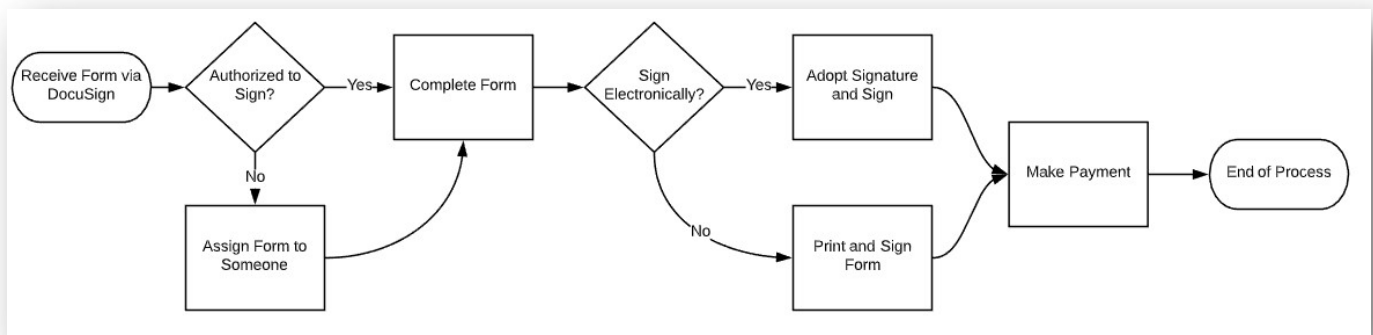 Receive Form via
DocuSign
Authorized to
Sign?
Yes
Complete Form
Sign
Electronically?
Yes
Adopt Signature
and Sign
No
Assign Form to
Someone
No
Print and Sign
Form
Make Payment
End of Process